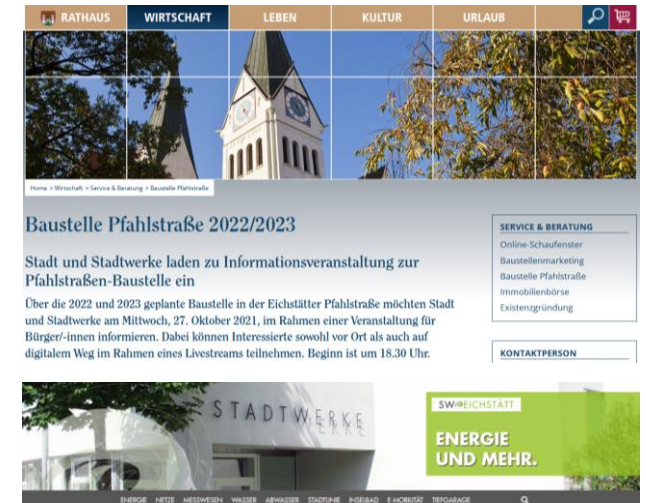 RATHAUS WIRTSCHAFT LEBEN KULTUR URLAUB
Home > Wirtschaft > Service & Beratung > Baustelle Pfahlstraße
Baustelle Pfahlstraße 2022/2023
Stadt und Stadtwerke laden zu Informationsveranstaltung zur
Pfahlstraßen-Baustelle ein
Über die 2022 und 2023 geplante Baustelle in der Eichstätter Pfahlstraße möchten Stadt
und Stadtwerke am Mittwoch, 27. Oktober 2021, im Rahmen einer Veranstaltung für
Bürger/-innen informieren. Dabei können Interessierte sowohl vor Ort als auch auf
digitalem Weg im Rahmen eines Livestreams teilnehmen. Beginn ist um 18.30 Uhr.
SERVICE & BERATUNG
Online-Schaufenster
Baustellenmarketing
Baustelle Pfahlstraße
Immobilienbörse
Existenzgründung
KONTAKTPERSON
STADTWERKE
SW EICHSTÄTT
ENERGIE
UND MEHR.
ENERGIE NETZE MESSWESEN WASSER ABWASSER STADTLINIE INSELBAD E-MOBILITÄT TIEFGARAGE